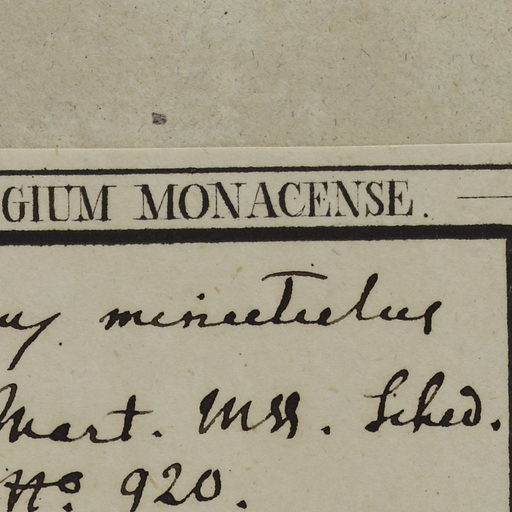 GIUM MONACENSE.
minutulus
Mart. Mss. Sched.
No. 920.